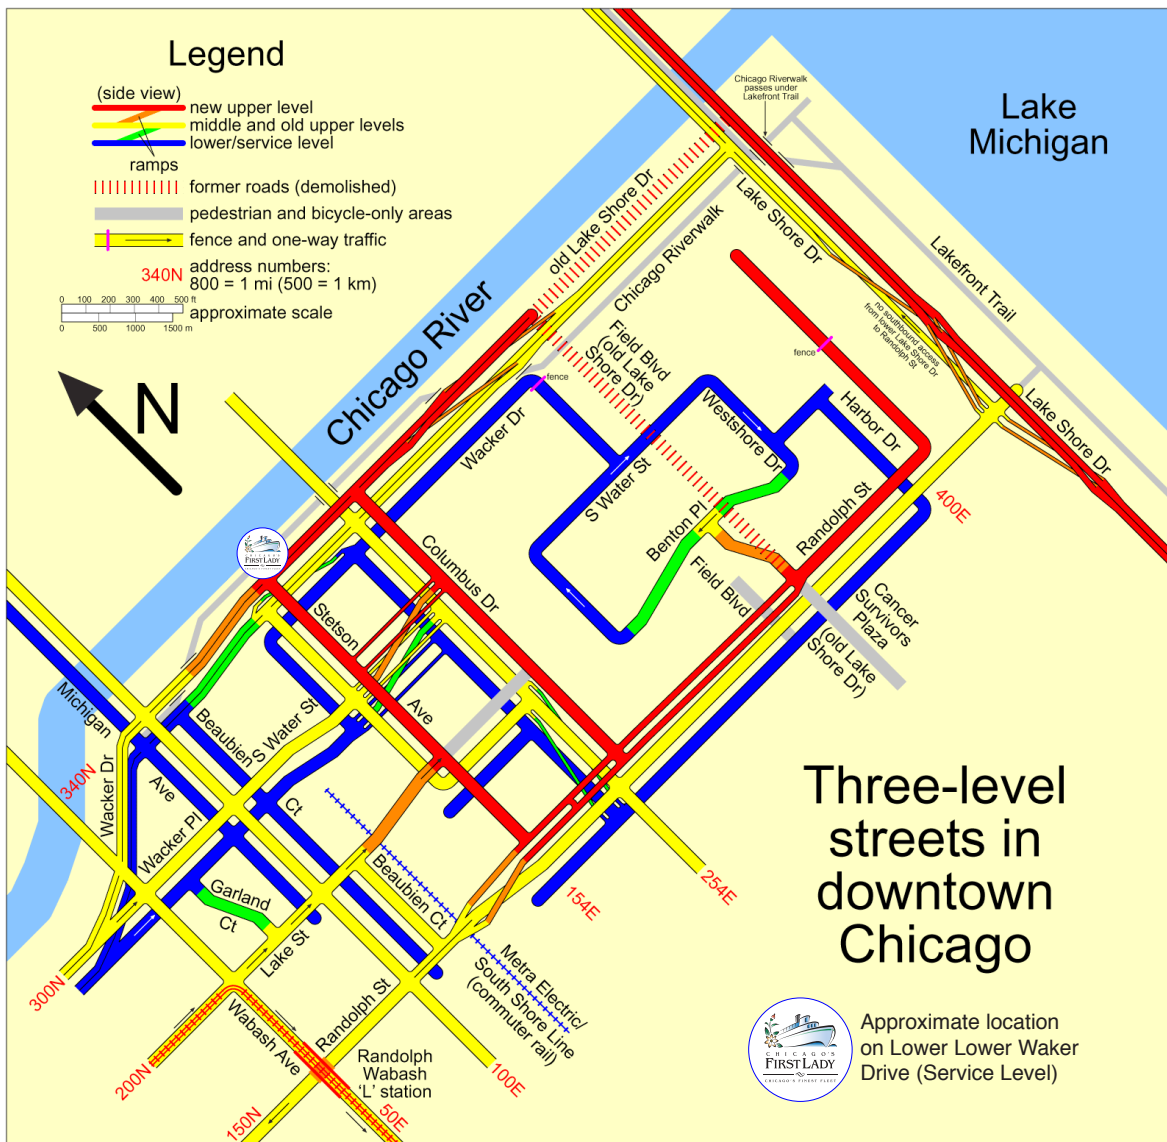 Legend
(side view)
new upper level
middle and old upper levels
lower/service level
ramps
former roads (demolished)
pedestrian and bicycle-only areas
fence and one-way traffic
340N
address numbers:
800 = 1 mi (500 = 1 km)
0 100 200 300 400 500 ft
approximate scale
0 500 1000 1500 m
N
Chicago River
Lake
Michigan
Chicago Riverwalk
passes under
Lakefront Trail
old Lake Shore Dr
Chicago Riverwalk
Lake Shore Dr
Lakefront Trail
no southbound access
from lower Lake Shore Dr
to Randolph St
Lake Shore Dr
fence
fence
Field Blvd
(old Lake
Shore Dr)
Wacker Dr
Westshore Dr
Harbor Dr
S Water St
Benton Pl
Randolph St
400E
Field Blvd
Cancer
Survivors
Plaza
(old Lake
Shore Dr)
Columbus Dr
CHICAGO'S
FIRST LADY
Stetson
Ave
Michigan
Ave
Beaubien
Ct
S Water St
340N
Wacker Dr
Wacker Pl
Garland
Ct
Lake St
Beaubien Ct
154E
254E
300N
Metra Electric/
South Shore Line
(commuter rail)
Wabash Ave
Randolph St
200N
150N
50E
100E
Randolph
Wabash
'L' station
Three-level
streets in
downtown
Chicago
CHICAGO'S
FIRST LADY
CHICAGO'S FINEST FLEET
Approximate location
on Lower Lower Waker
Drive (Service Level)